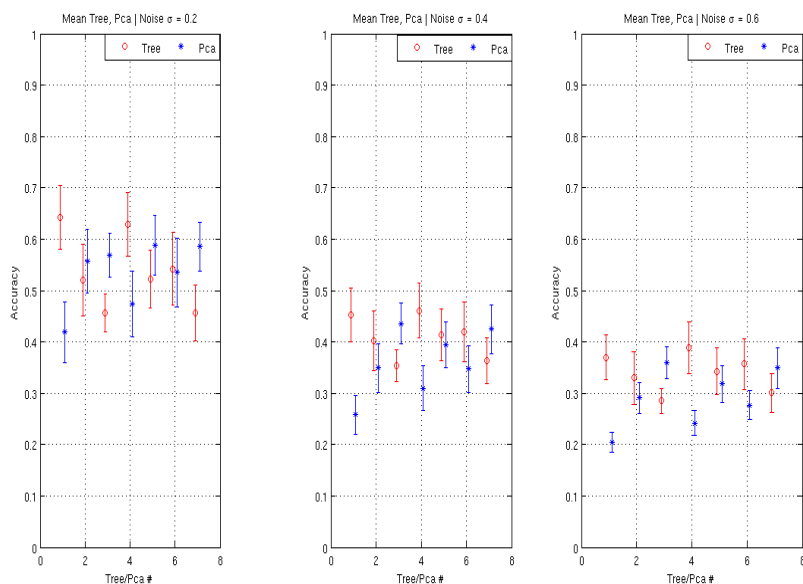 Mean Tree, Pca | Noise σ = 0.2
Tree
Pca
1
0.9
0.8
0.7
0.6
0.5
0.4
0.3
0.2
0.1
0
Accuracy
0 2 4 6 8
Tree/Pca #
Mean Tree, Pca | Noise σ = 0.4
Tree
Pca
1
0.9
0.8
0.7
0.6
0.5
0.4
0.3
0.2
0.1
0
Accuracy
0 2 4 6 8
Tree/Pca #
Mean Tree, Pca | Noise σ = 0.6
Tree
Pca
1
0.9
0.8
0.7
0.6
0.5
0.4
0.3
0.2
0.1
0
Accuracy
0 2 4 6 8
Tree/Pca #